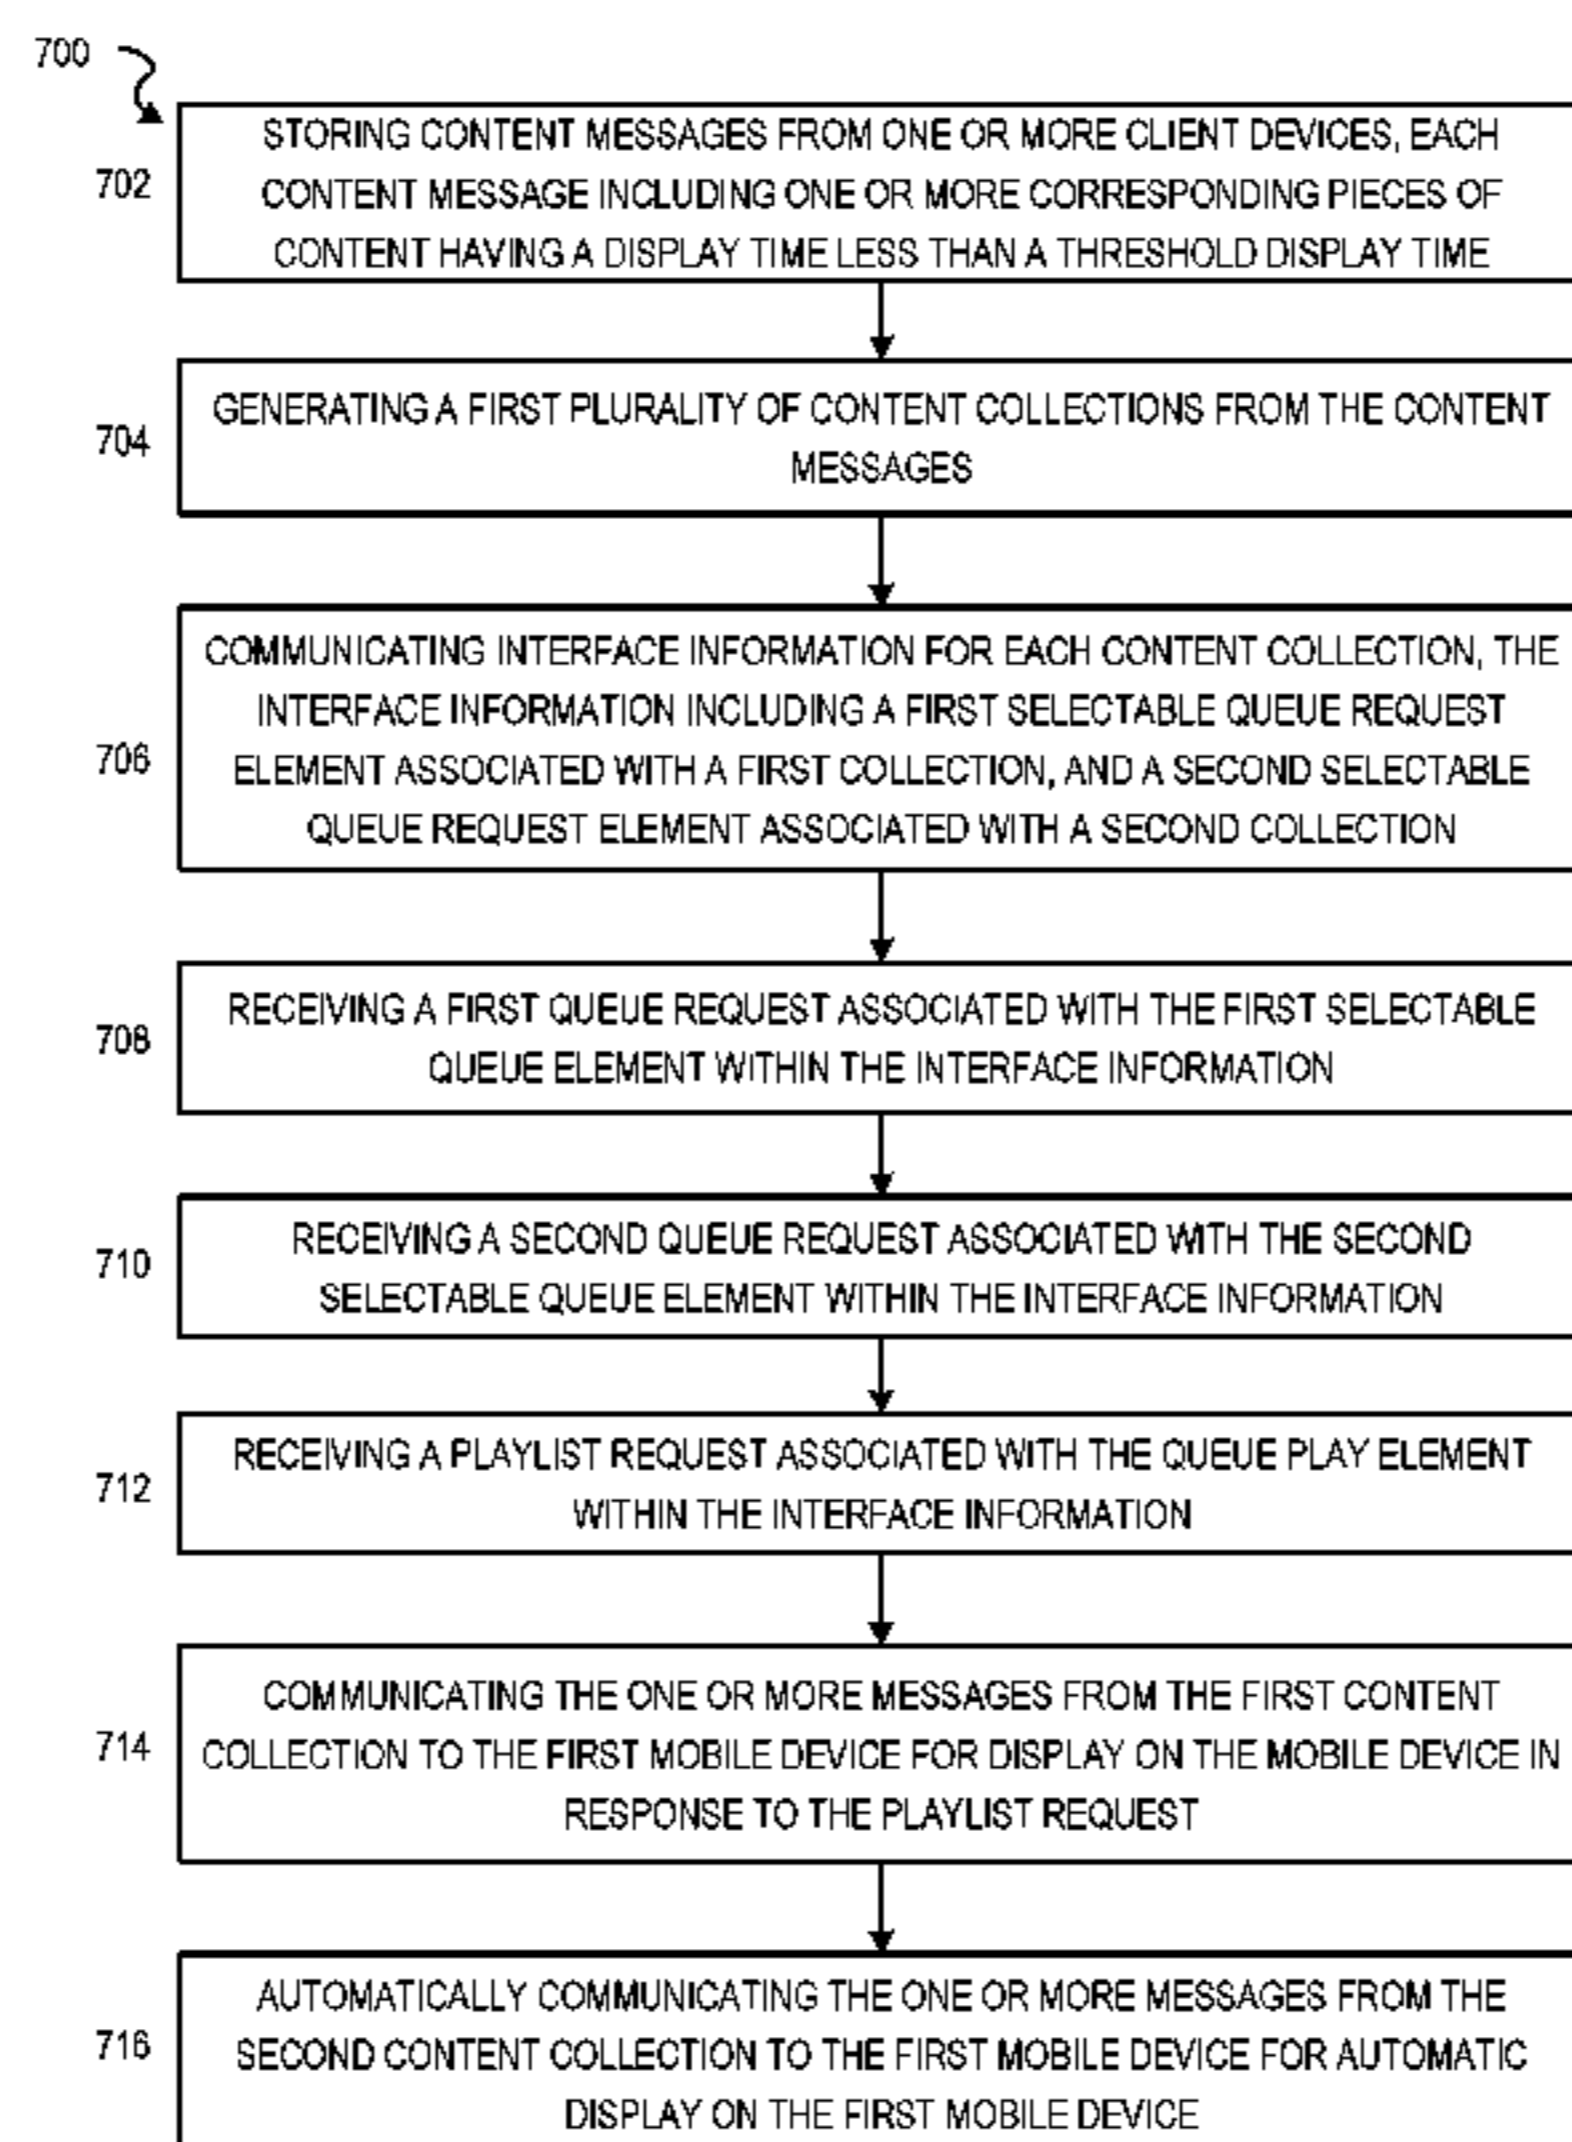 700
702
STORING CONTENT MESSAGES FROM ONE OR MORE CLIENT DEVICES, EACH
CONTENT MESSAGE INCLUDING ONE OR MORE CORRESPONDING PIECES OF
CONTENT HAVING A DISPLAY TIME LESS THAN A THRESHOLD DISPLAY TIME
704
GENERATING A FIRST PLURALITY OF CONTENT COLLECTIONS FROM THE CONTENT
MESSAGES
706
COMMUNICATING INTERFACE INFORMATION FOR EACH CONTENT COLLECTION, THE
INTERFACE INFORMATION INCLUDING A FIRST SELECTABLE QUEUE REQUEST
ELEMENT ASSOCIATED WITH A FIRST COLLECTION, AND A SECOND SELECTABLE
QUEUE REQUEST ELEMENT ASSOCIATED WITH A SECOND COLLECTION
708
RECEIVING A FIRST QUEUE REQUEST ASSOCIATED WITH THE FIRST SELECTABLE
QUEUE ELEMENT WITHIN THE INTERFACE INFORMATION
710
RECEIVING A SECOND QUEUE REQUEST ASSOCIATED WITH THE SECOND
SELECTABLE QUEUE ELEMENT WITHIN THE INTERFACE INFORMATION
712
RECEIVING A PLAYLIST REQUEST ASSOCIATED WITH THE QUEUE PLAY ELEMENT
WITHIN THE INTERFACE INFORMATION
714
COMMUNICATING THE ONE OR MORE MESSAGES FROM THE FIRST CONTENT
COLLECTION TO THE FIRST MOBILE DEVICE FOR DISPLAY ON THE MOBILE DEVICE IN
RESPONSE TO THE PLAYLIST REQUEST
716
AUTOMATICALLY COMMUNICATING THE ONE OR MORE MESSAGES FROM THE
SECOND CONTENT COLLECTION TO THE FIRST MOBILE DEVICE FOR AUTOMATIC
DISPLAY ON THE FIRST MOBILE DEVICE